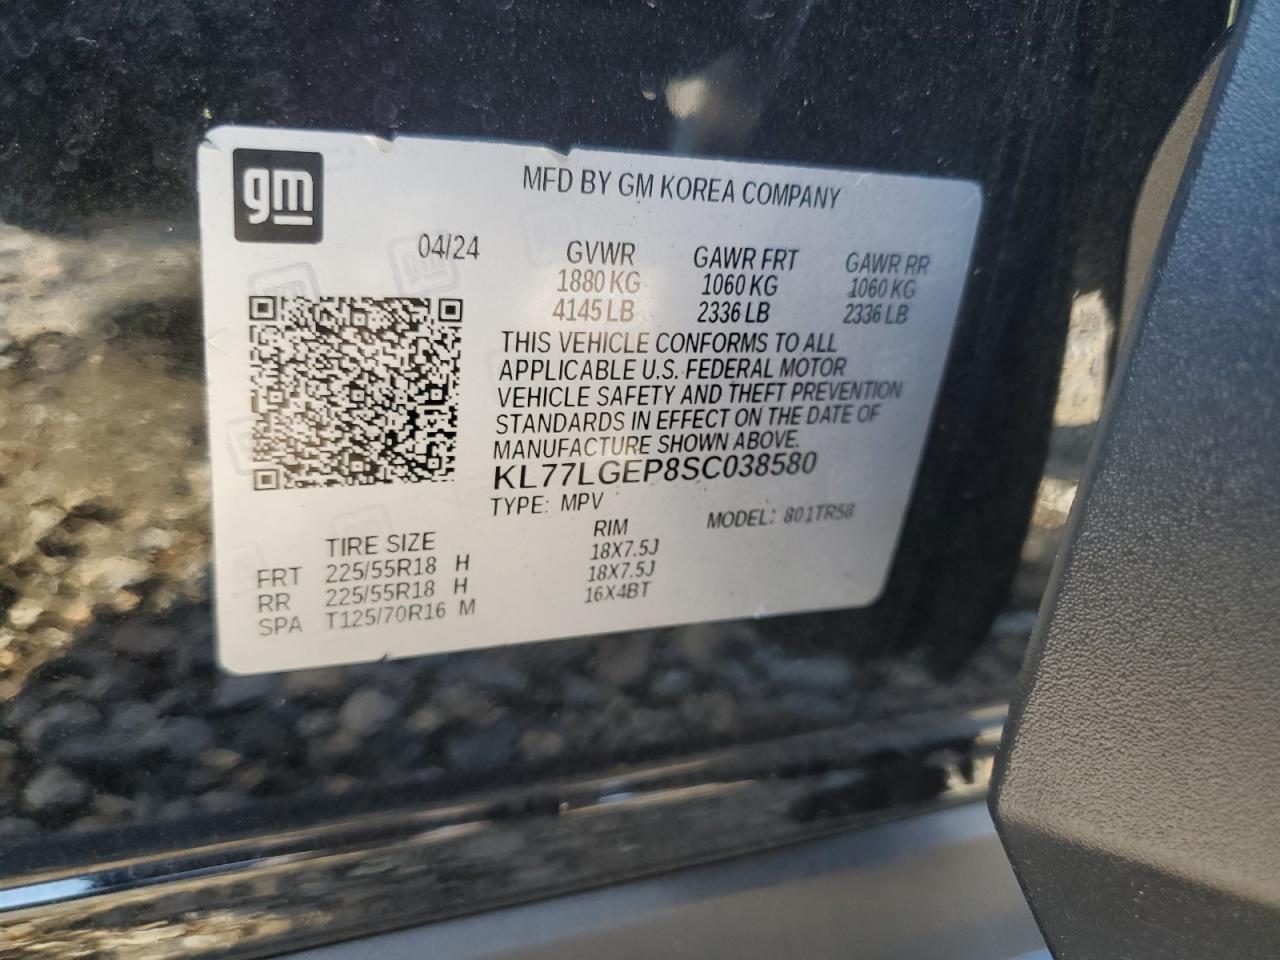 gm
MFD BY GM KOREA COMPANY
04/24
GVWR GAWR FRT GAWR RR
1880 KG 1060 KG 1060 KG
4145 LB 2336 LB 2336 LB
THIS VEHICLE CONFORMS TO ALL
APPLICABLE U.S. FEDERAL MOTOR
VEHICLE SAFETY AND THEFT PREVENTION
STANDARDS IN EFFECT ON THE DATE OF
MANUFACTURE SHOWN ABOVE.
KL77LGEP8SC038580
TYPE: MPV MODEL: 801TR58
TIRE SIZE RIM
FRT 225/55R18 H 18X7.5J
RR 225/55R18 H 18X7.5J
SPA T125/70R16 M 16X4BT